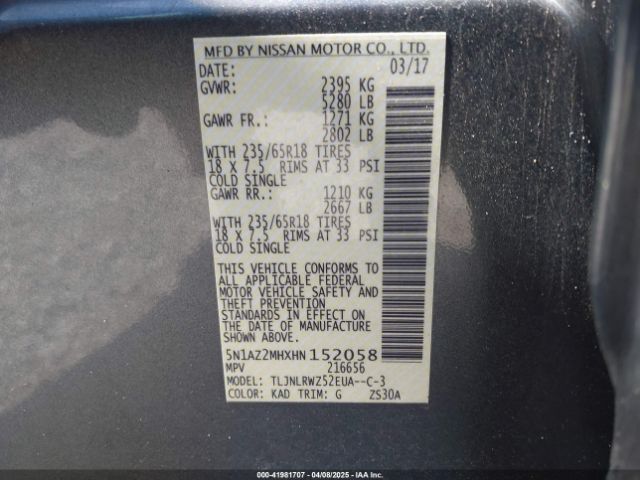 MFD BY NISSAN MOTOR CO., LTD.
DATE: 03/17
GVWR: 2395 KG
5280 LB
GAWR FR.: 1271 KG
2802 LB
WITH 235/65R18 TIRES
18 X 7.5 RIMS AT 33 PSI
COLD SINGLE
GAWR RR.: 1210 KG
2667 LB
WITH 235/65R18 TIRES
18 X 7.5 RIMS AT 33 PSI
COLD SINGLE
THIS VEHICLE CONFORMS TO
ALL APPLICABLE FEDERAL
MOTOR VEHICLE SAFETY AND
THEFT PREVENTION
STANDARDS IN EFFECT ON
THE DATE OF MANUFACTURE
SHOWN ABOVE.
5N1AZ2MHXHN152058
MPV 216656
MODEL: TLJNLRWZ52EUA--C-3
COLOR: KAD TRIM: G ZS30A
000-41981707 - 04/08/2025 - IAA, Inc.